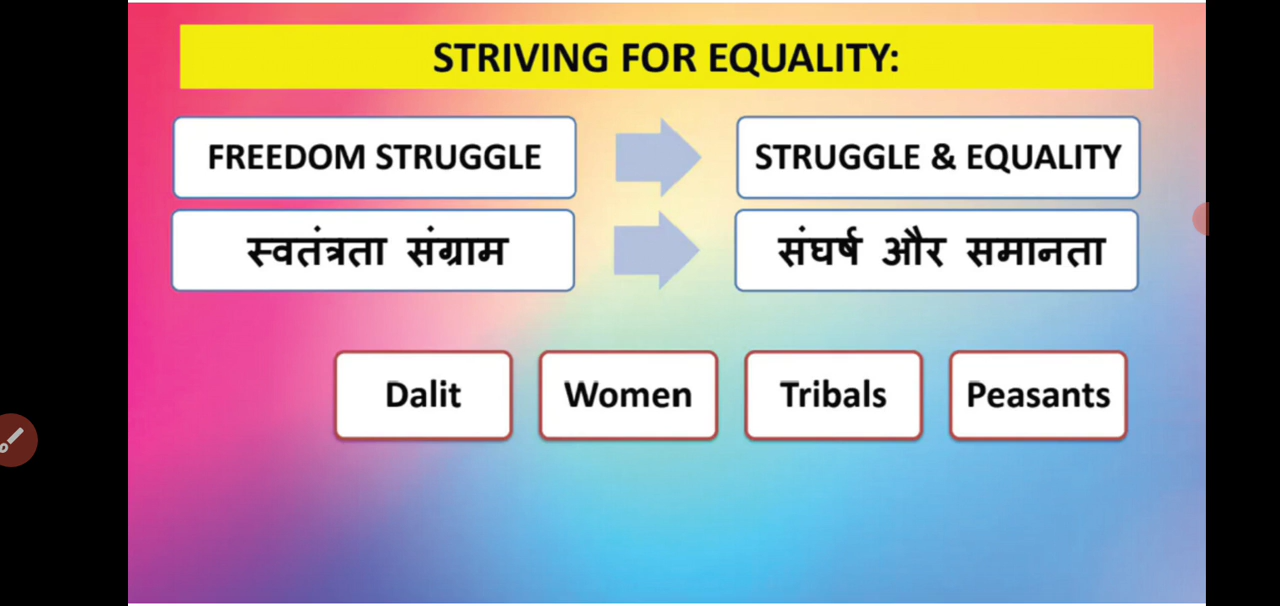 STRIVING FOR EQUALITY:
FREEDOM STRUGGLE
STRUGGLE & EQUALITY
स्वतंत्रता संग्राम
संघर्ष और समानता
Dalit
Women
Tribals
Peasants